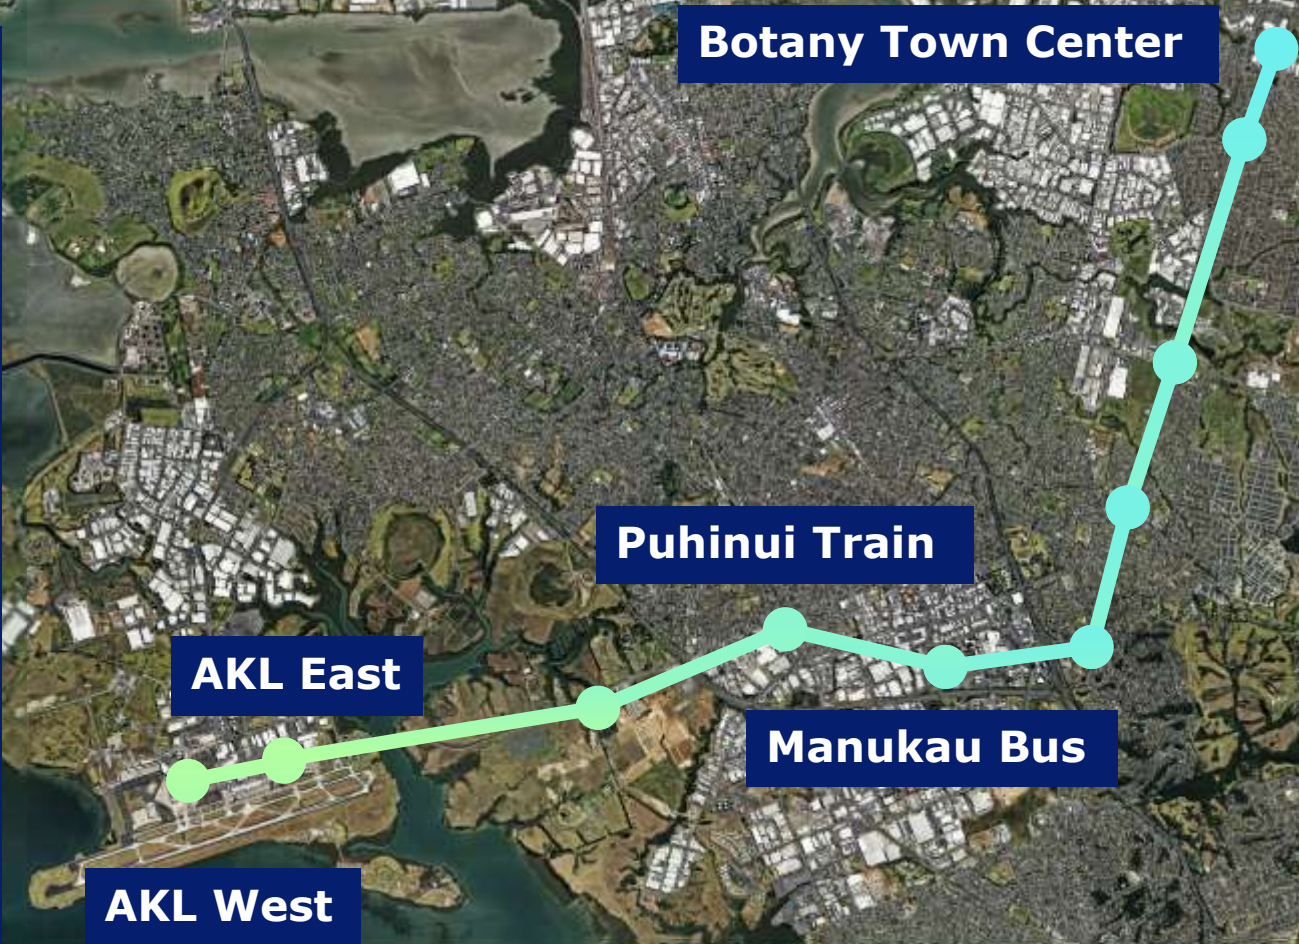 Botany Town Center
Puhinui Train
AKL East
Manukau Bus
AKL West